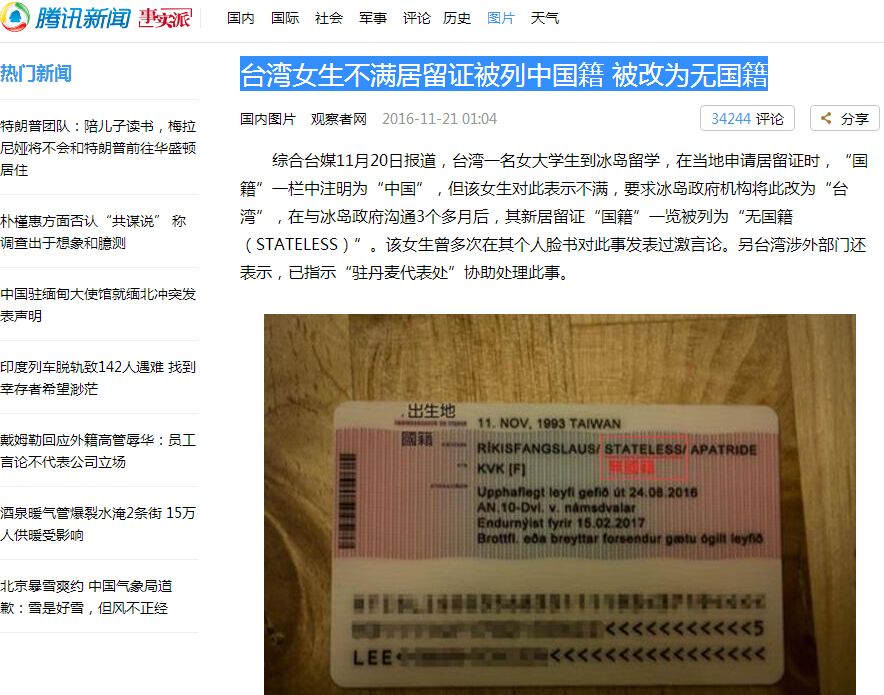 腾讯新闻 事实派 国内 国际 社会 军事 评论 历史 图片 天气
热门新闻
特朗普团队：陪儿子读书，梅拉
尼娅将不会和特朗普前往华盛顿
居住
朴槿惠方面否认“共谋说” 称
调查出于想象和臆测
中国驻缅甸大使馆就缅北冲突发
表声明
印度列车脱轨致142人遇难 找到
幸存者希望渺茫
戴姆勒回应外籍高管辱华：员工
言论不代表公司立场
酒泉暖气管爆裂水淹2条街 15万
人供暖受影响
北京暴雪爽约 中国气象局道
歉：雪是好雪，但风不正经
台湾女生不满居留证被列中国籍 被改为无国籍
国内图片 观察者网 2016-11-21 01:04 34244 评论 分享
综合台媒11月20日报道，台湾一名女大学生到冰岛留学，在当地申请居留证时，“国
籍”一栏中注明为“中国”，但该女生对此表示不满，要求冰岛政府机构将此改为“台
湾”，在与冰岛政府沟通3个多月后，其新居留证“国籍”一览被列为“无国籍
（STATELESS）”。该女生曾多次在其个人脸书对此事发表过激言论。另台湾涉外部门还
表示，已指示“驻丹麦代表处”协助处理此事。
出生地
11. NOV, 1993 TAIWAN
國籍
RÍKISFANGSLAUS/ STATELESS/ APATRIDE
無國籍
KVK [F]
Upphaflegt leyfi gefið út 24.08.2016
AN.10-Dvl. v. námsdvalar
Endurnýist fyrir 15.02.2017
Brottfl. eða breyttar forsendur gætu ógilt leyfið
<<<<<<<<<<<5
LEE<
<<<<<<<<<<<<<<<